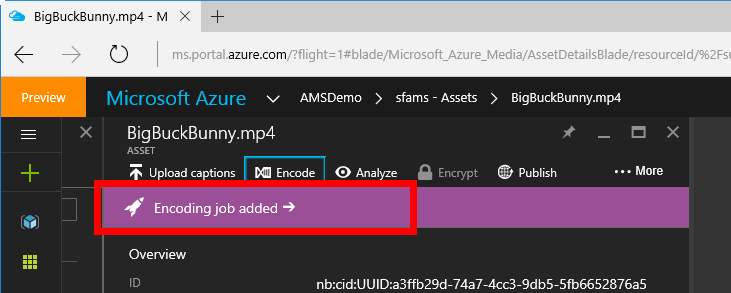 BigBuckBunny.mp4 - M
ms.portal.azure.com/?flight=1#blade/Microsoft_Azure_Media/AssetDetailsBlade/resourceId/%2Fsu
Preview Microsoft Azure AMSDemo sfams - Assets BigBuckBunny.mp4
BigBuckBunny.mp4
ASSET
Upload captions Encode Analyze Encrypt Publish ••• More
Encoding job added →
Overview
ID nb:cid:UUID:a3ffb29d-74a7-4cc3-9db5-5fb6652876a5